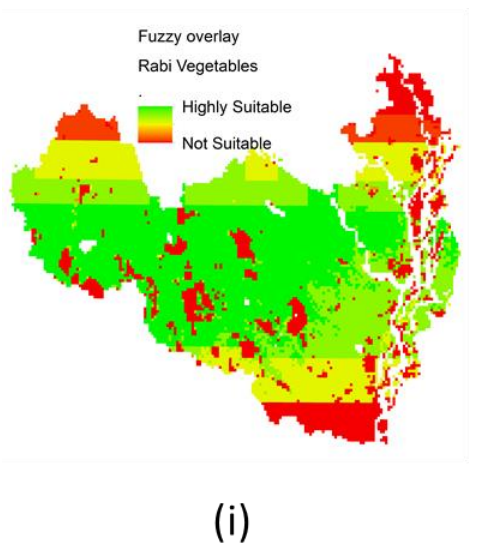 Fuzzy overlay
Rabi Vegetables
Highly Suitable
Not Suitable
(i)